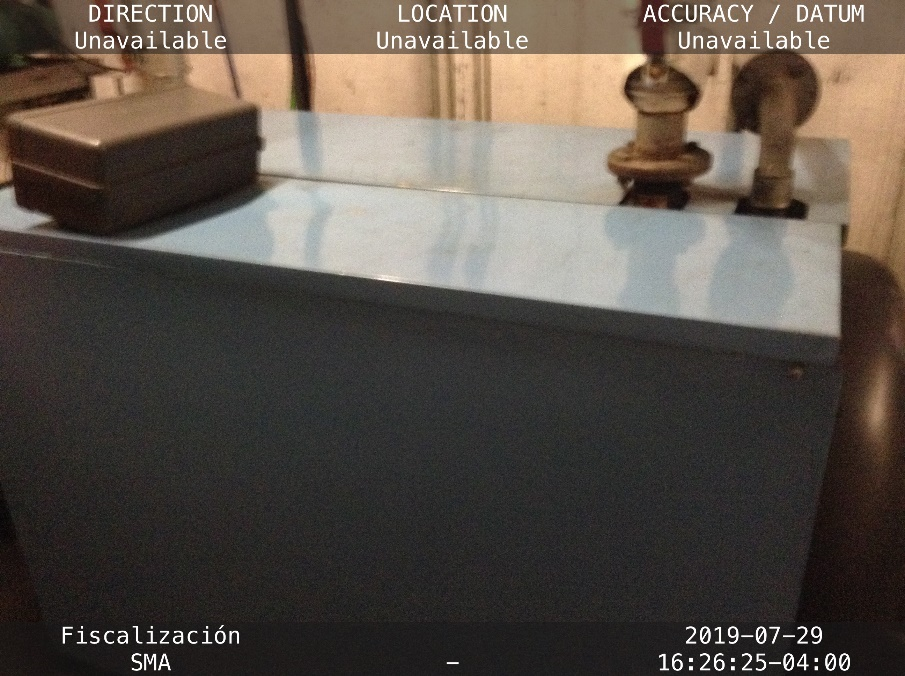 DIRECTION
Unavailable
LOCATION
Unavailable
ACCURACY / DATUM
Unavailable
Fiscalización
SMA
–
2019-07-29
16:26:25-04:00